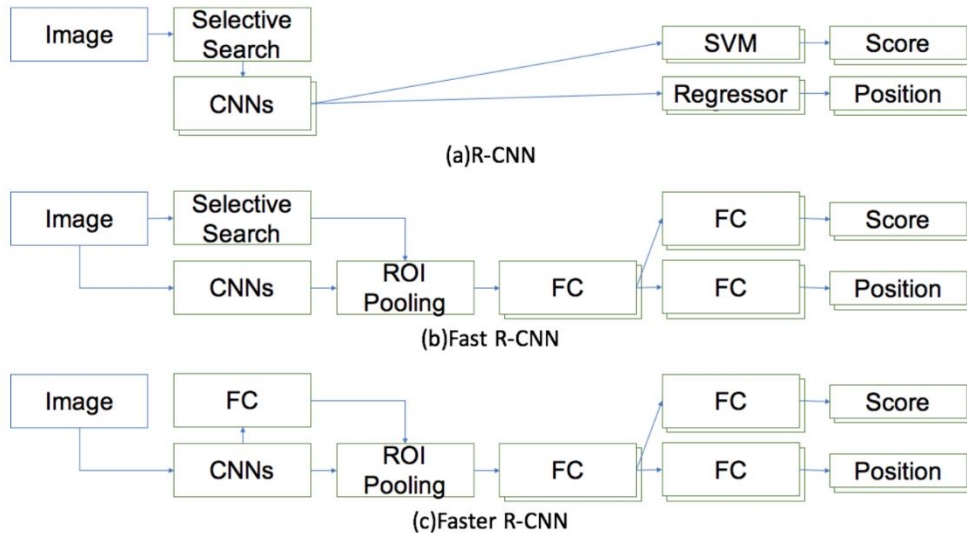 Image
Selective
Search
SVM
Score
CNNs
Regressor
Position
(a)R-CNN
Image
Selective
Search
FC
Score
CNNs
ROI
Pooling
FC
FC
Position
(b)Fast R-CNN
Image
FC
FC
Score
CNNs
ROI
Pooling
FC
FC
Position
(c)Faster R-CNN